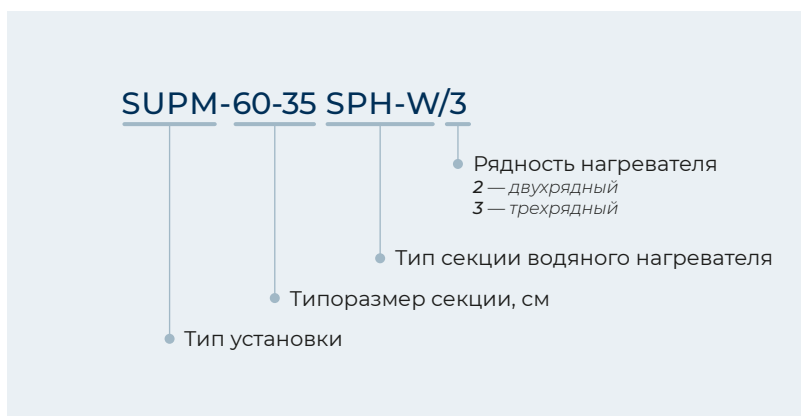 SUPM-60-35 SPH-W/3
Рядность нагревателя
2 — двухрядный
3 — трехрядный
Тип секции водяного нагревателя
Типоразмер секции, см
Тип установки